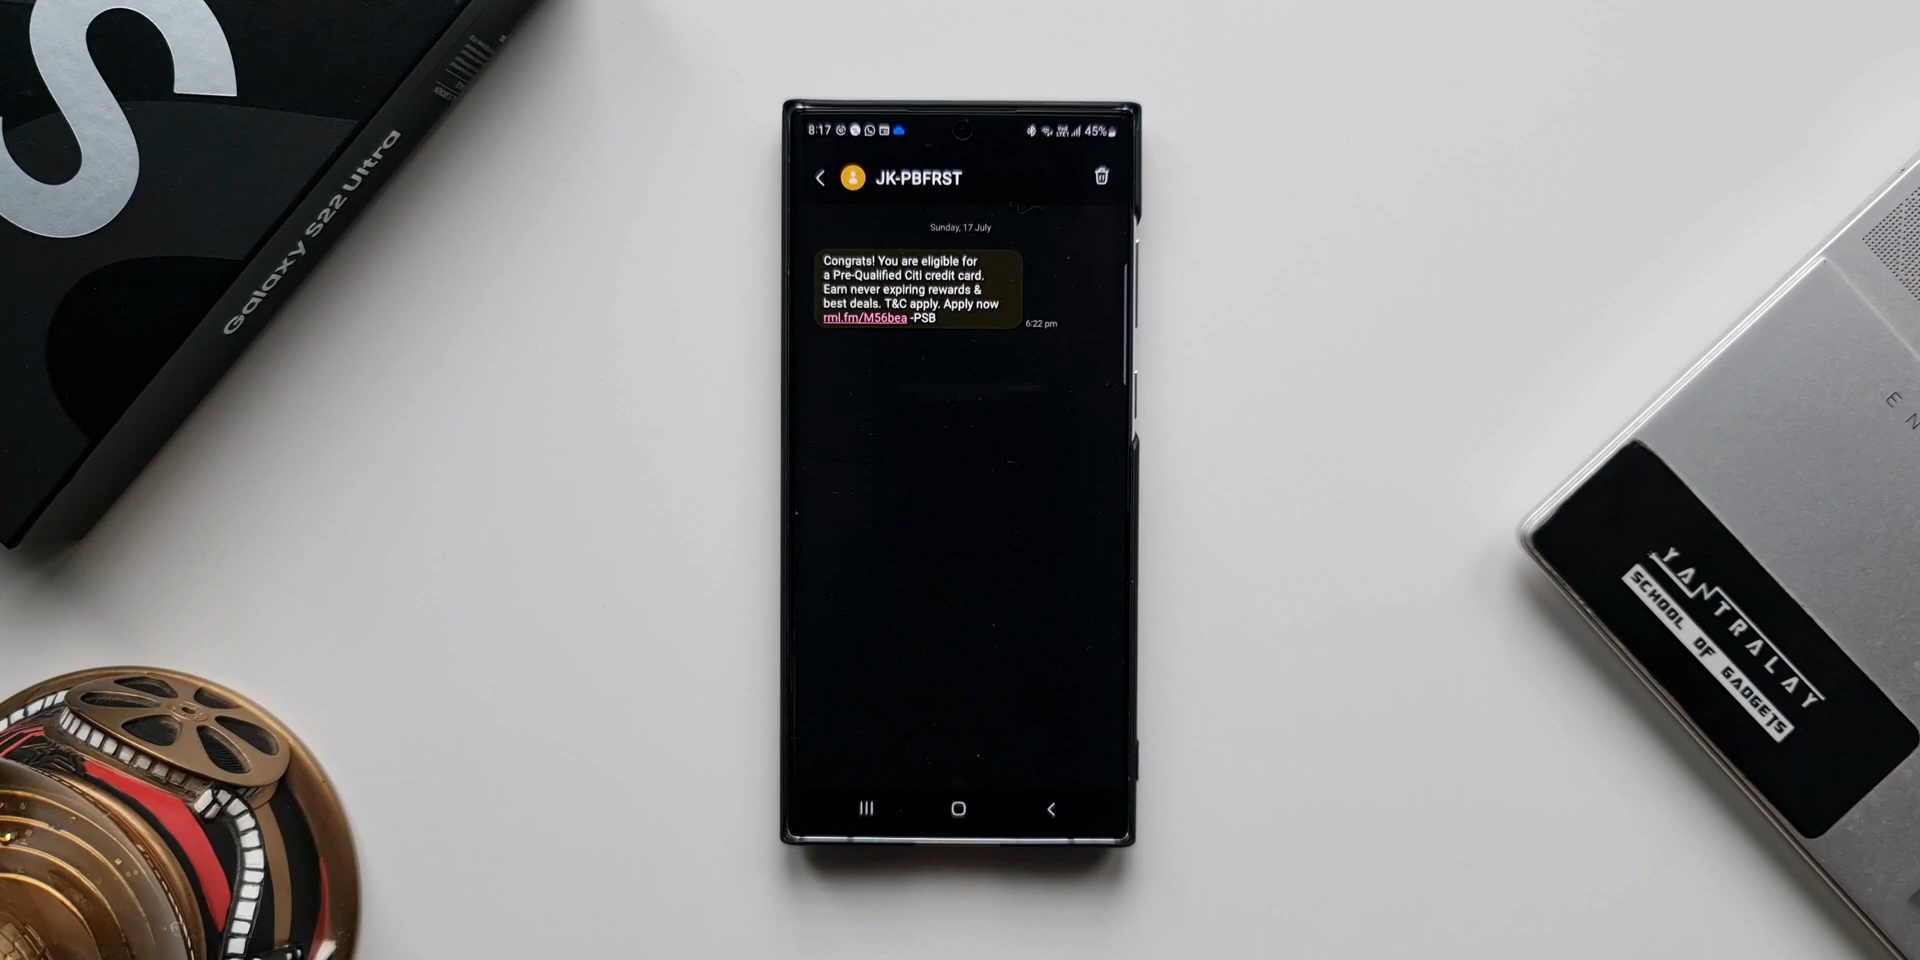 S
Galaxy S22 Ultra
8:17
45%
JK-PBFRST
Sunday, 17 July
Congrats! You are eligible for
a Pre-Qualified Citi credit card.
Earn never expiring rewards &
best deals. T&C apply. Apply now
rml.fm/M56bea -PSB
6:22 pm
E N
YANTRALAY
SCHOOL OF GADGETS